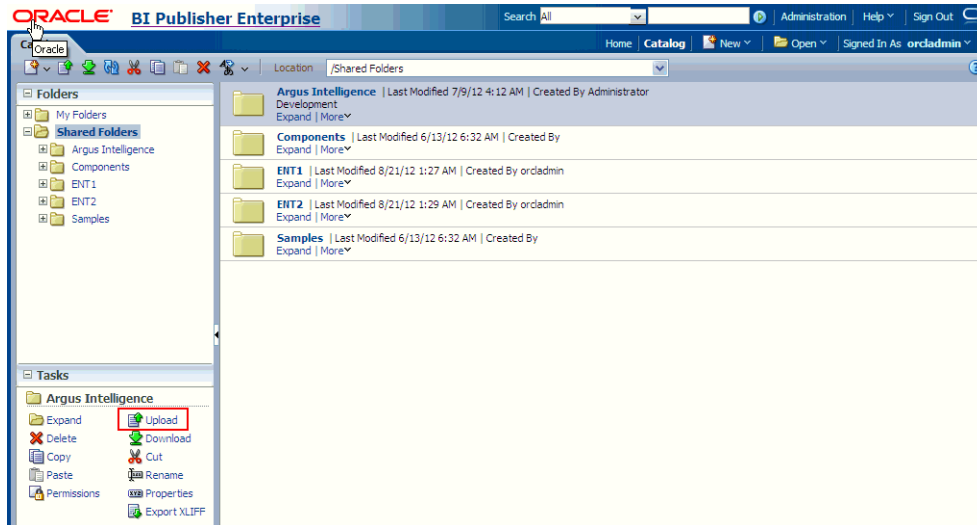 ORACLE® BI Publisher Enterprise Search All Administration Help Sign Out
Oracle
Home Catalog New Open Signed In As orcladmin
Location /Shared Folders
Folders
My Folders
Shared Folders
Argus Intelligence
Components
ENT1
ENT2
Samples
Argus Intelligence | Last Modified 7/9/12 4:12 AM | Created By Administrator
Development
Expand | More
Components | Last Modified 6/13/12 6:32 AM | Created By
Expand | More
ENT1 | Last Modified 8/21/12 1:27 AM | Created By orcladmin
Expand | More
ENT2 | Last Modified 8/21/12 1:29 AM | Created By orcladmin
Expand | More
Samples | Last Modified 6/13/12 6:32 AM | Created By
Expand | More
Tasks
Argus Intelligence
Expand Upload
Delete Download
Copy Cut
Paste Rename
Permissions Properties
Export XLIFF